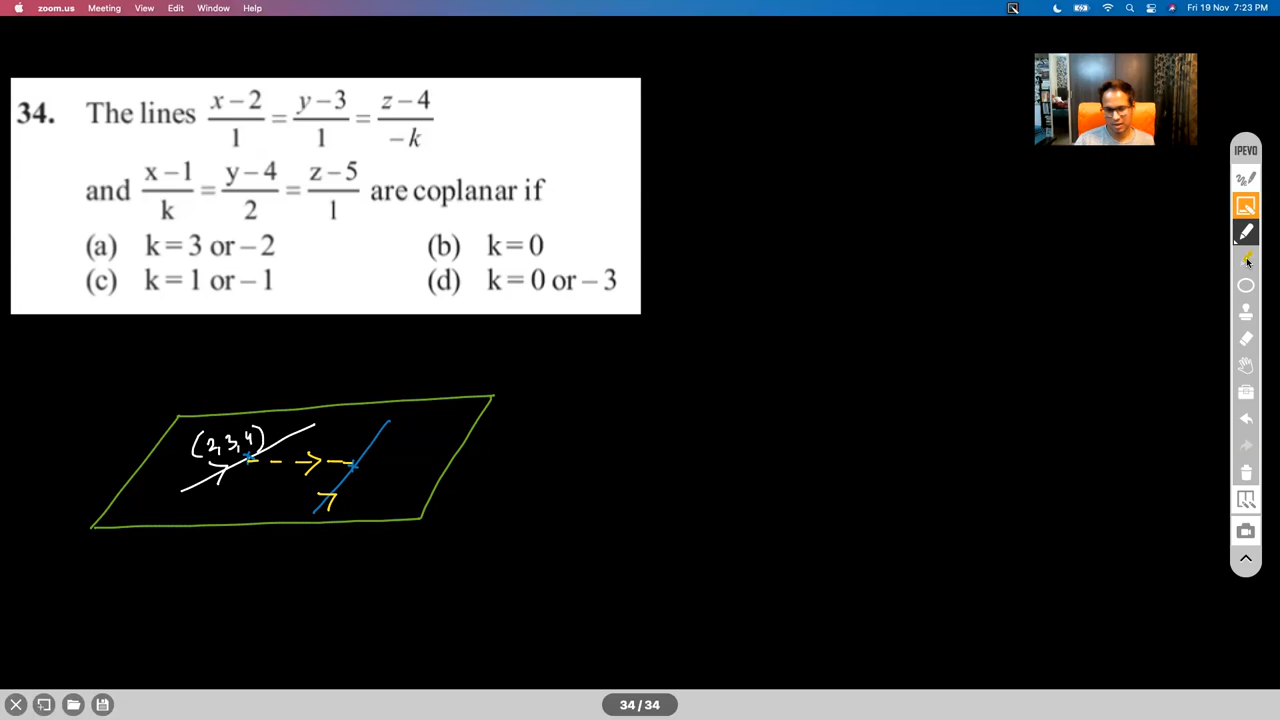 zoom.us Meeting View Edit Window Help Fri 19 Nov 7:23 PM
IPEVO
34. The lines x−2/1 = y−3/1 = z−4/−k
and x−1/k = y−4/2 = z−5/1 are coplanar if
(a) k=3 or −2 (b) k=0
(c) k=1 or −1 (d) k=0 or −3
(2,3,4)
34 / 34